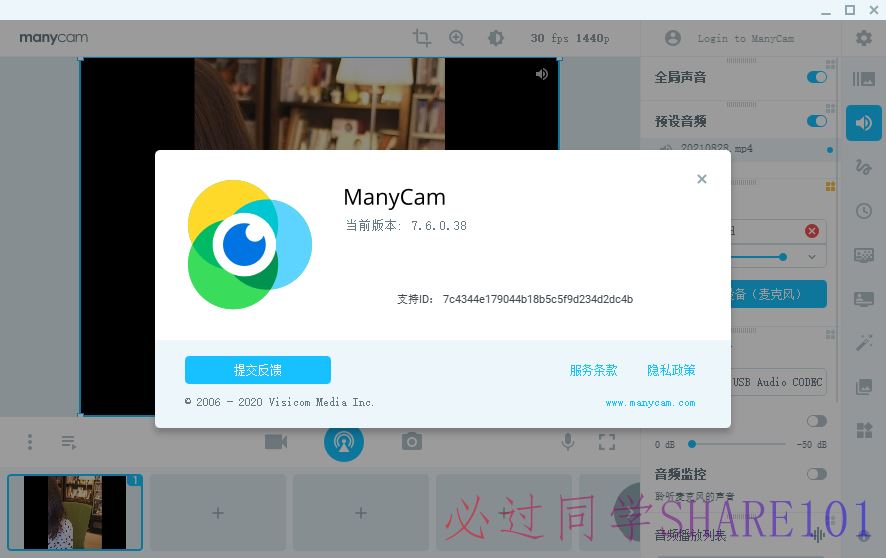 manycam
30 fps 1440p
Login to ManyCam
全局声音
预设音频
20210828.mp4
ManyCam
当前版本: 7.6.0.38
支持ID: 7c4344e179044b18b5c5f9d234d2dc4b
设备（麦克风）
提交反馈
服务条款
隐私政策
USB Audio CODEC
© 2006 - 2020 Visicom Media Inc.
www.manycam.com
0 dB
-50 dB
音频监控
聆听麦克风的声音
1
必过同学SHARE101
音频播放列表